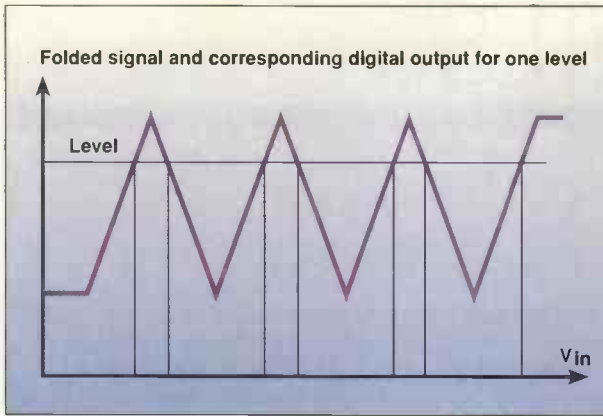 Folded signal and corresponding digital output for one level
Level
Vin